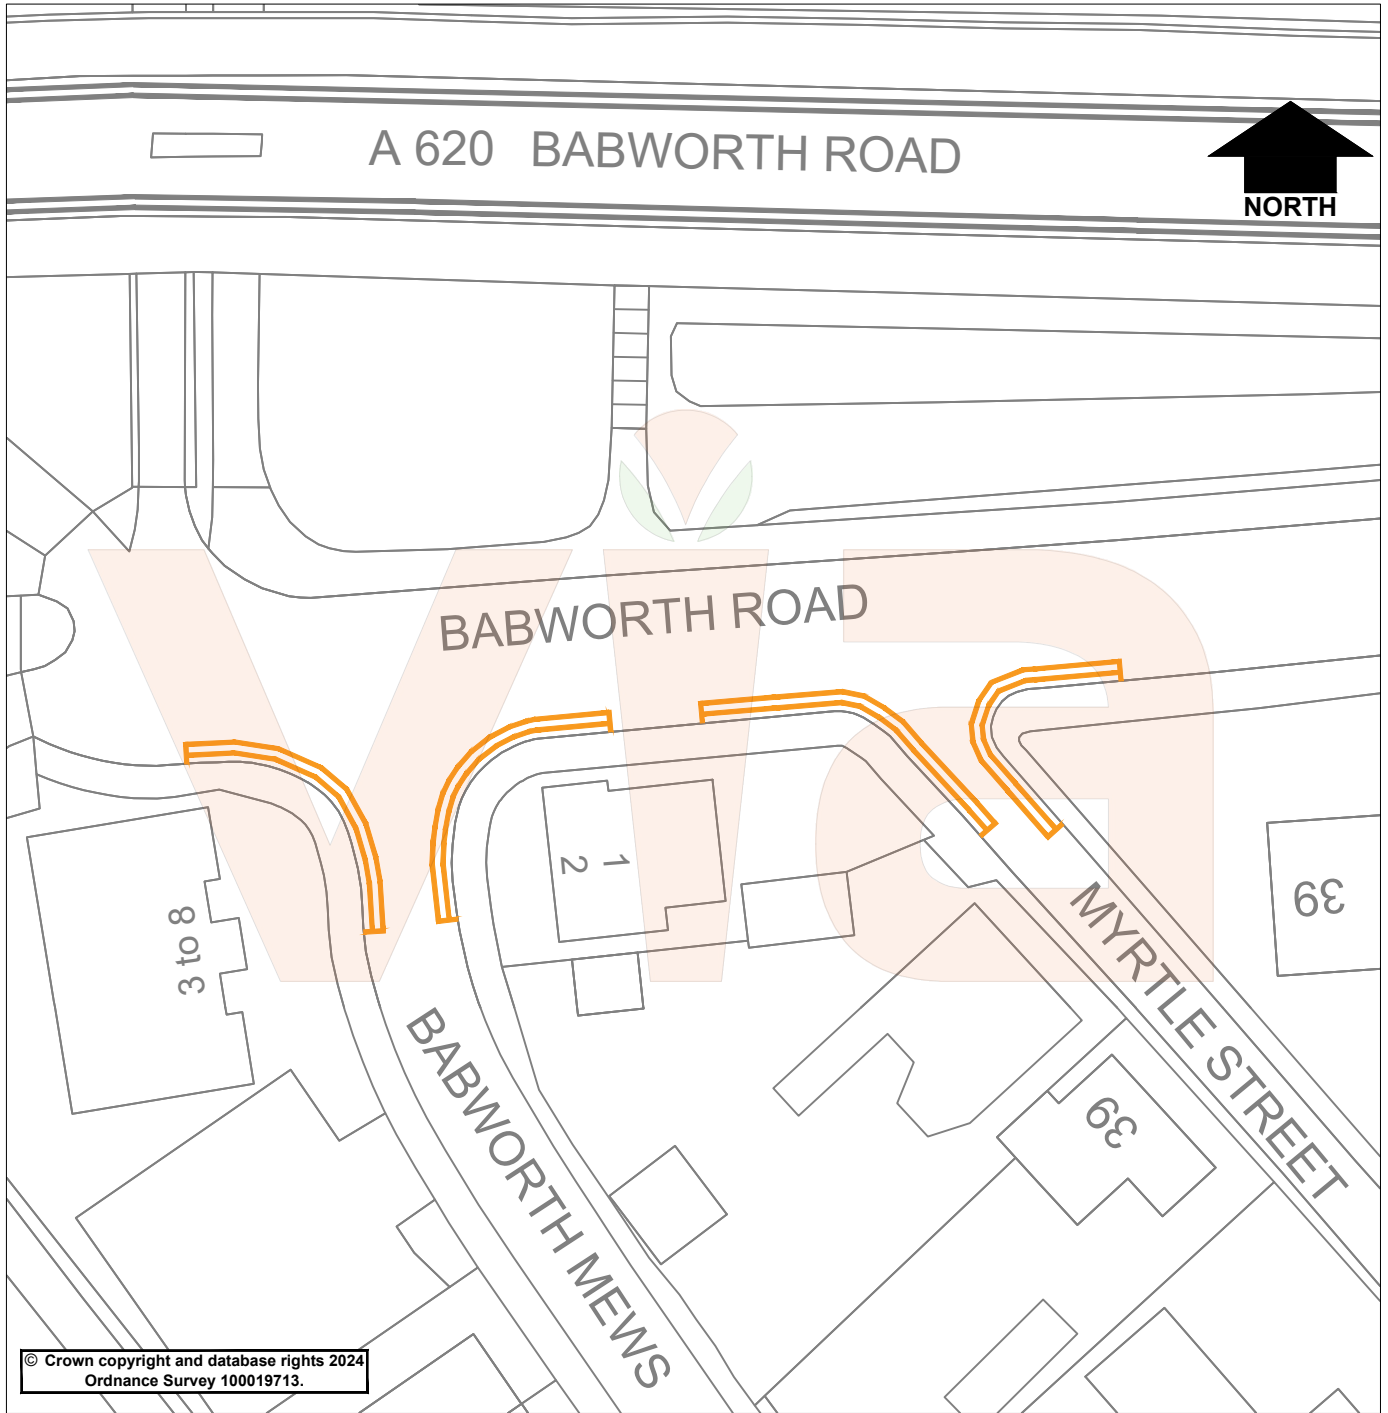 A 620 BABWORTH ROAD
NORTH
BABWORTH ROAD
via
1
2
3 to 8
39
MYRTLE STREET
39
BABWORTH MEWS
© Crown copyright and database rights 2024
Ordnance Survey 100019713.